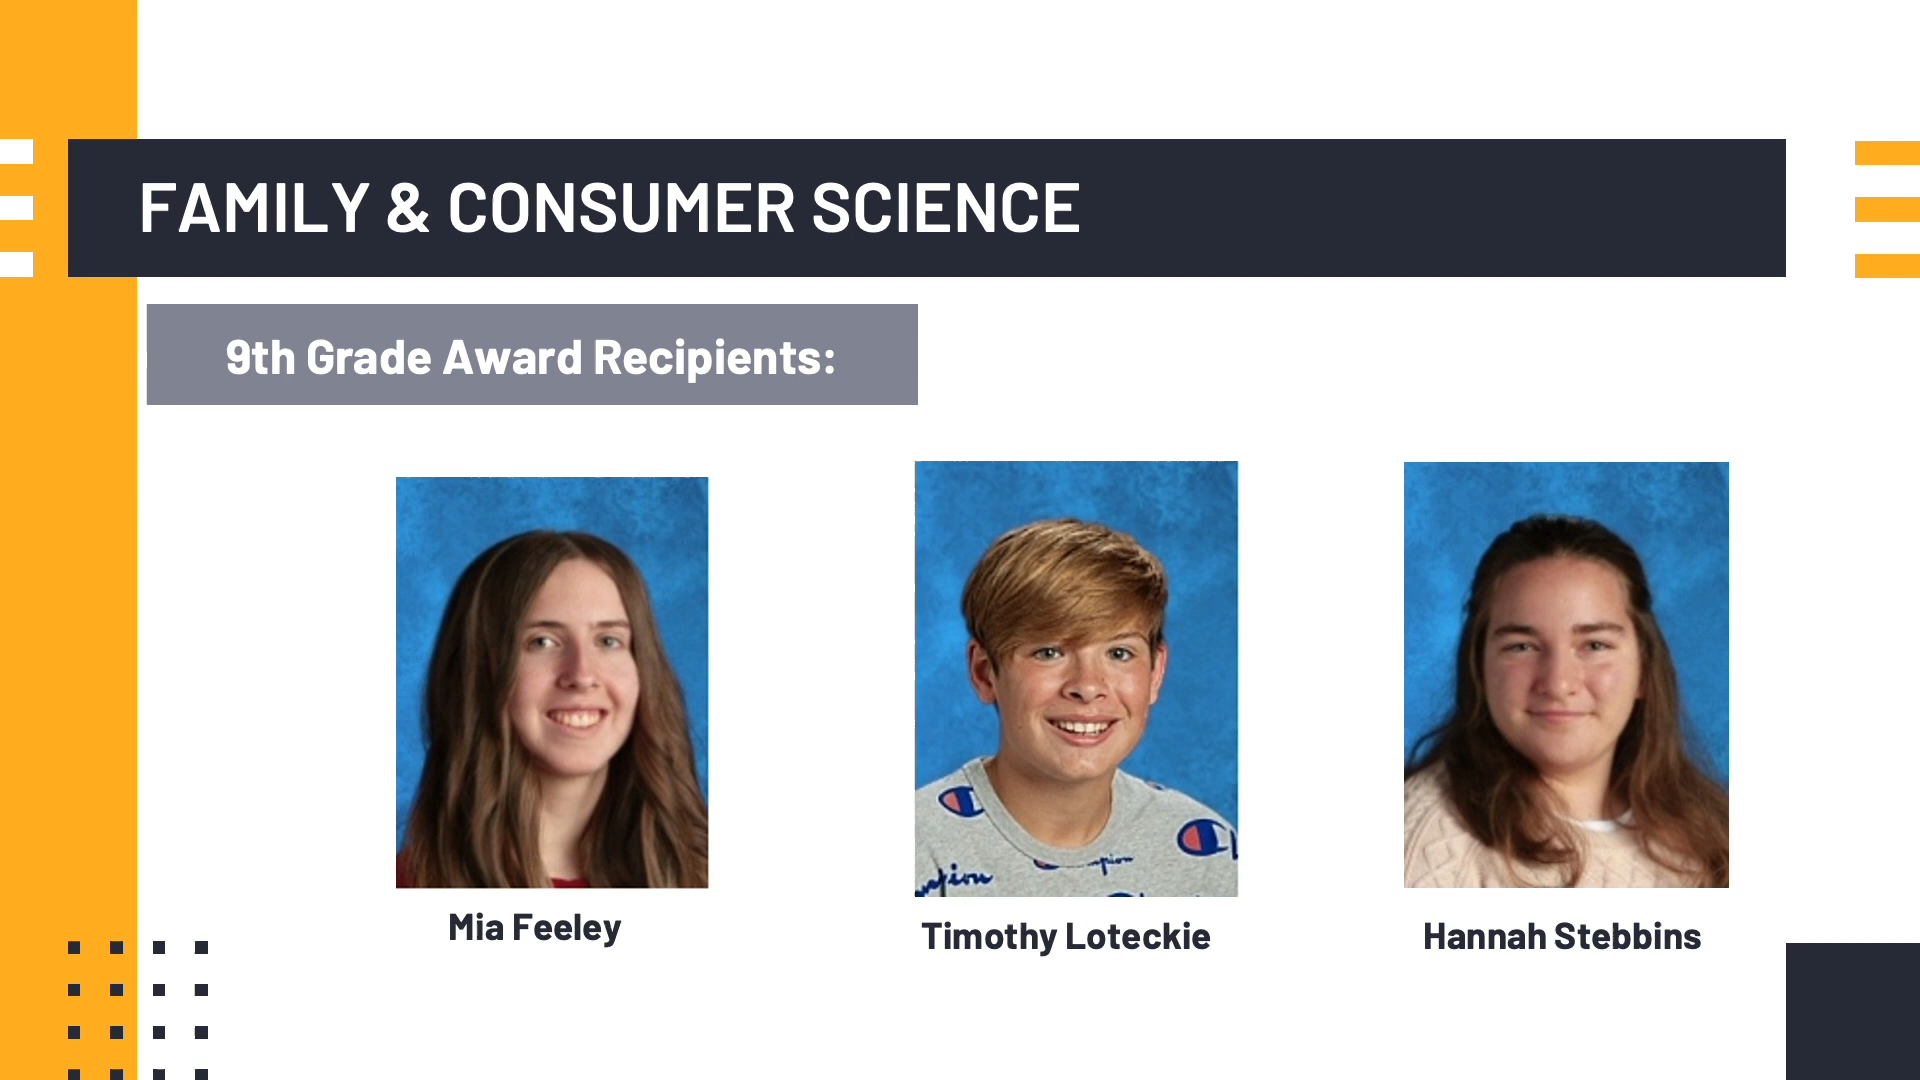 FAMILY & CONSUMER SCIENCE
9th Grade Award Recipients:
Mia Feeley
Timothy Loteckie
Hannah Stebbins